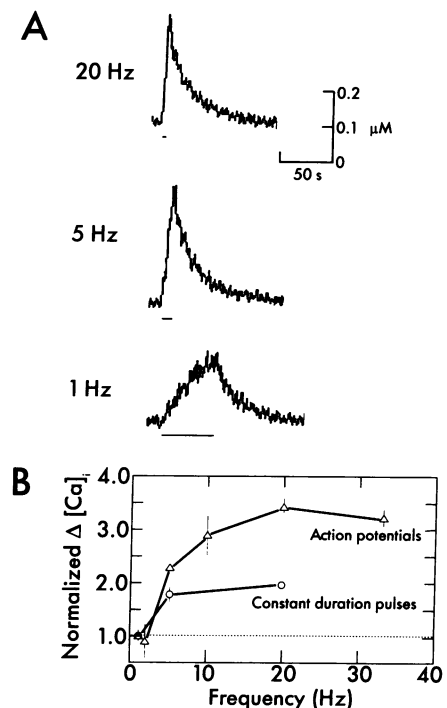 A
20 Hz
0.2
0.1 μM
0
50 s
5 Hz
1 Hz
B
Normalized Δ [Ca]i
4.0
3.0
2.0
1.0
Action potentials
Constant duration pulses
0 10 20 30 40
Frequency (Hz)